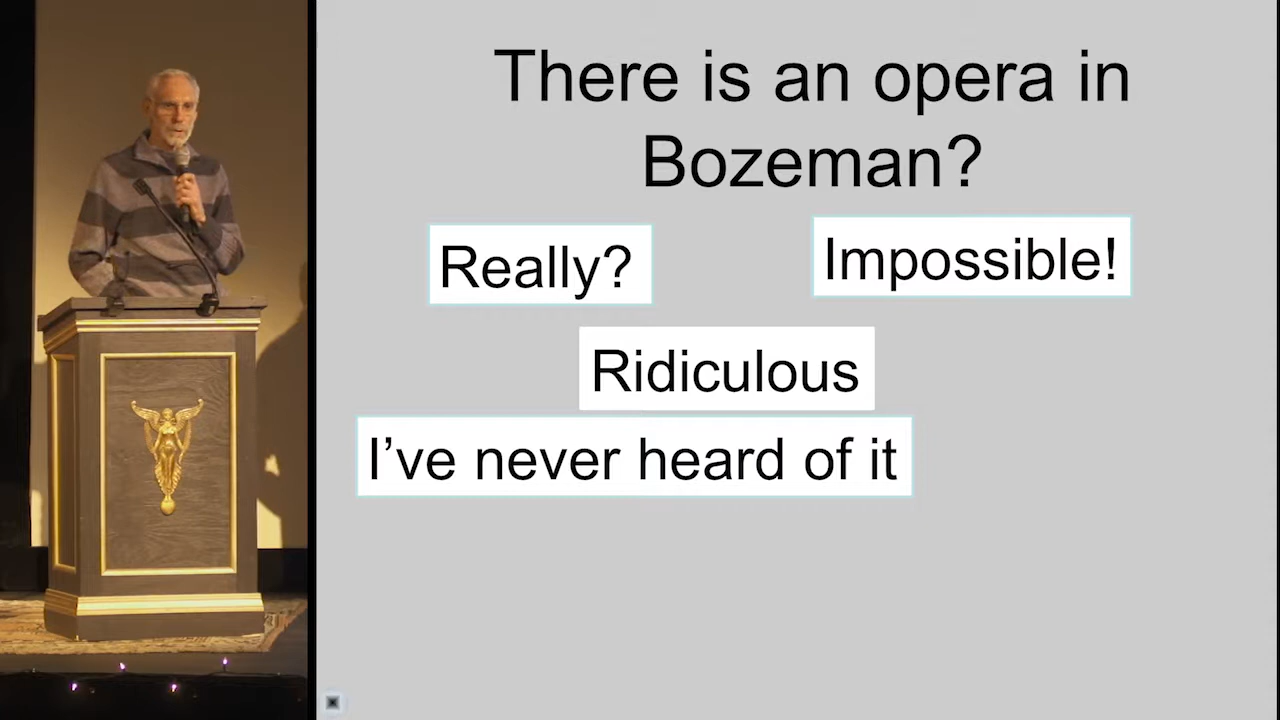 There is an opera in
Bozeman?
Really?
Impossible!
Ridiculous
I’ve never heard of it